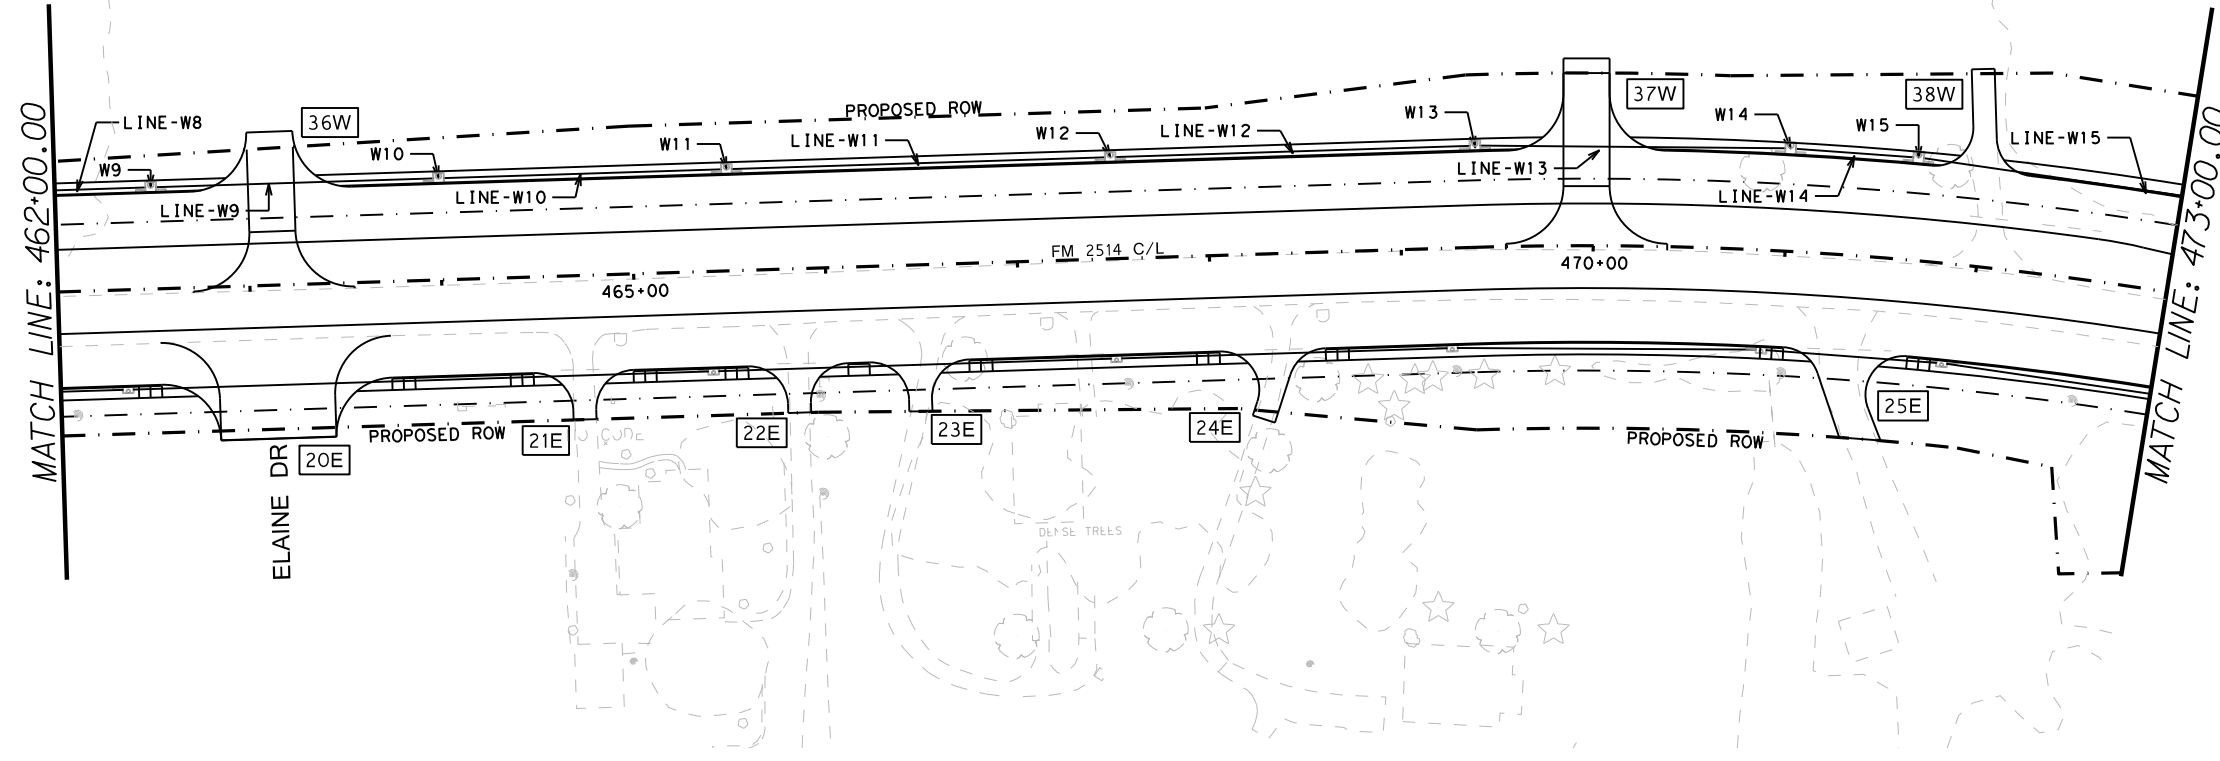 MATCH LINE: 462+00.00
LINE-W8
W9
36W
LINE-W9
W10
LINE-W10
W11
LINE-W11
PROPOSED ROW
W12
LINE-W12
W13
LINE-W13
37W
W14
LINE-W14
W15
38W
LINE-W15
MATCH LINE: 473+00.00
FM 2514 C/L
465+00
470+00
ELAINE DR
20E
PROPOSED ROW
21E
22E
23E
24E
PROPOSED ROW
25E
DENSE TREES